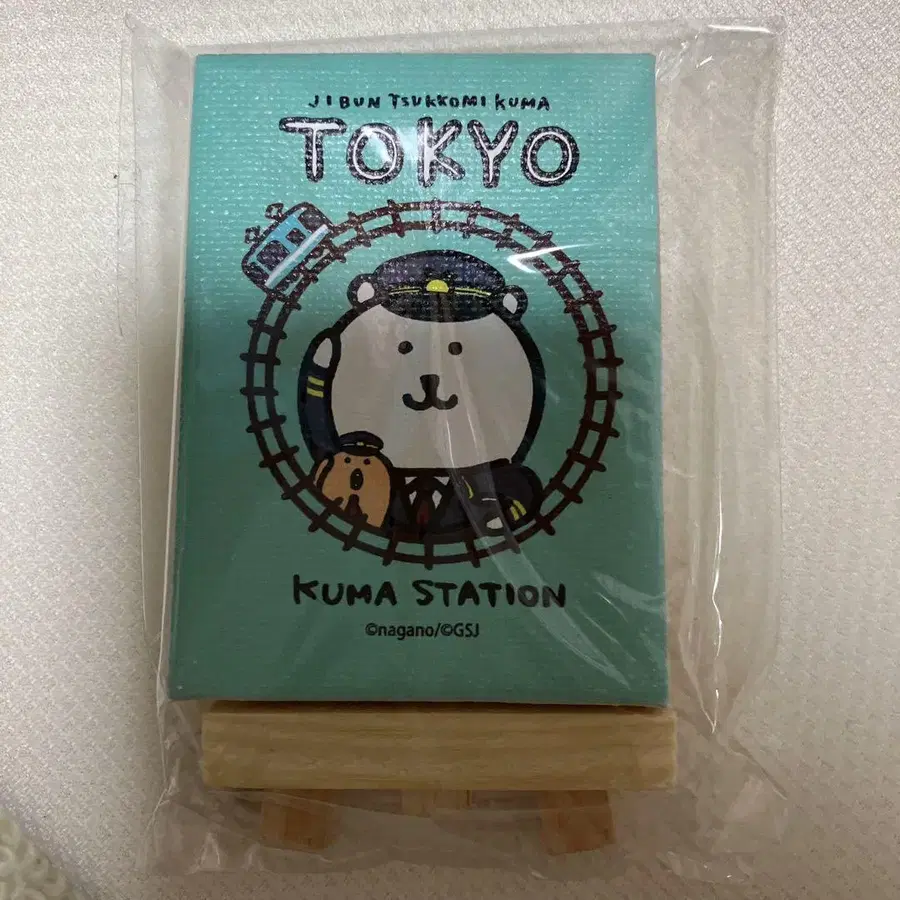 JIBUN TSUKKOMI KUMA
TOKYO
KUMA STATION
©nagano/©GSJ